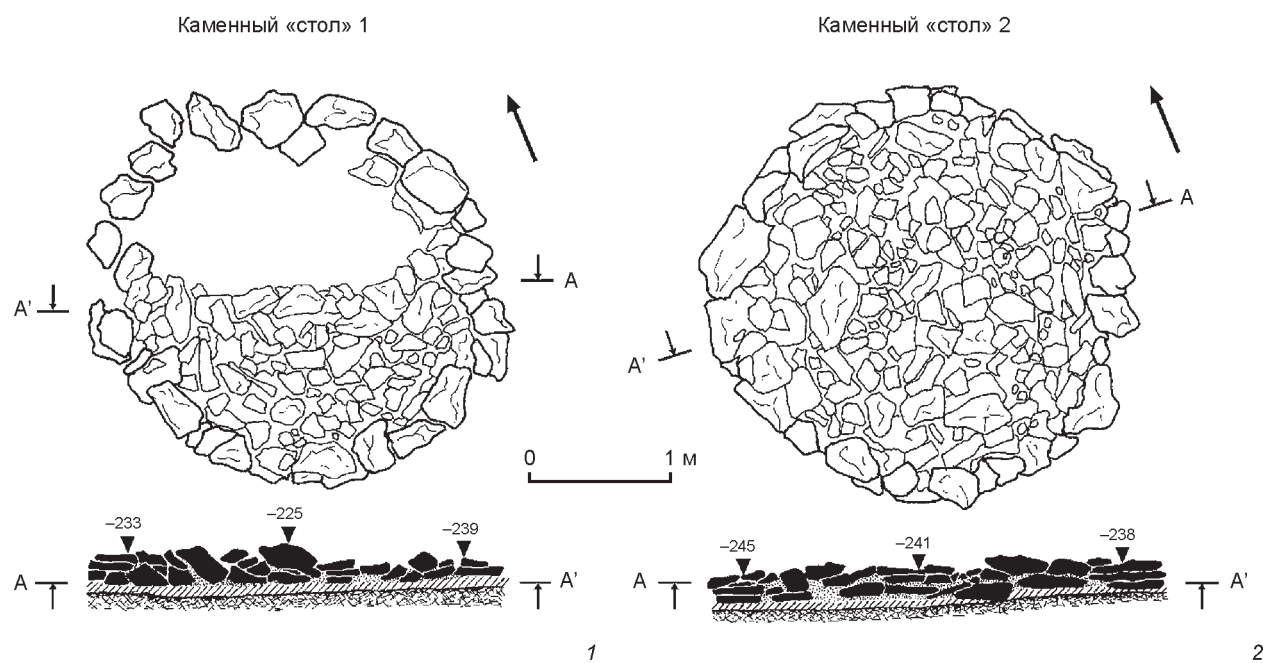 Каменный «стол» 1
Каменный «стол» 2
А
А'
А
А'
0 1 м
–233
–225
–239
–245
–241
–238
А
А'
А
А'
1
2